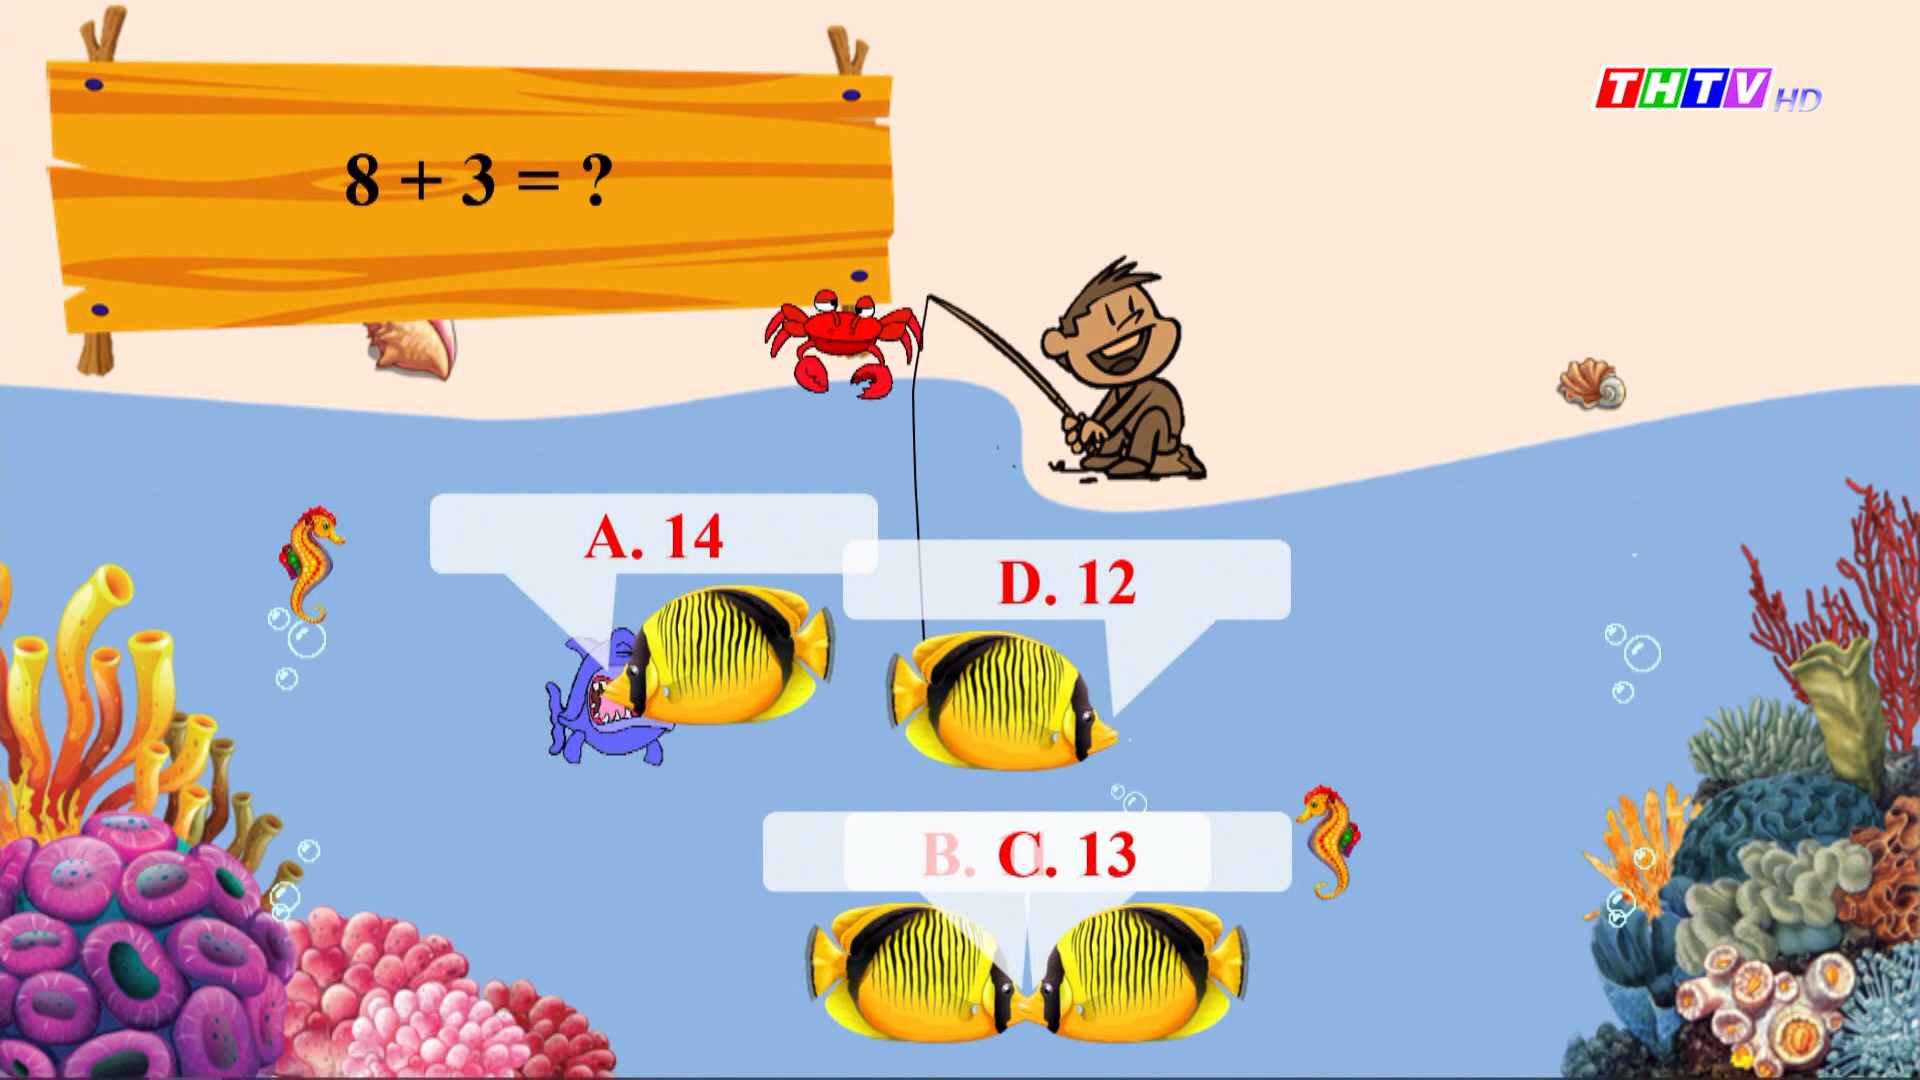 THTV HD
8 + 3 = ?
A. 14
D. 12
B.
C. 13